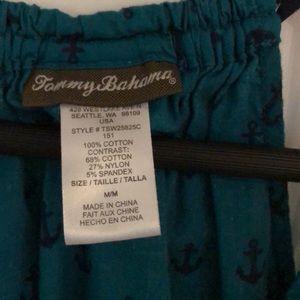 Tommy Bahama
428 WESTLAKE AVE N
SEATTLE, WA 98109
USA
STYLE # TSW25825C
151
100% COTTON
CONTRAST:
68% COTTON
27% NYLON
5% SPANDEX
SIZE / TAILLE / TALLA
M/M
MADE IN CHINA
FAIT AUX CHINE
HECHO EN CHINA